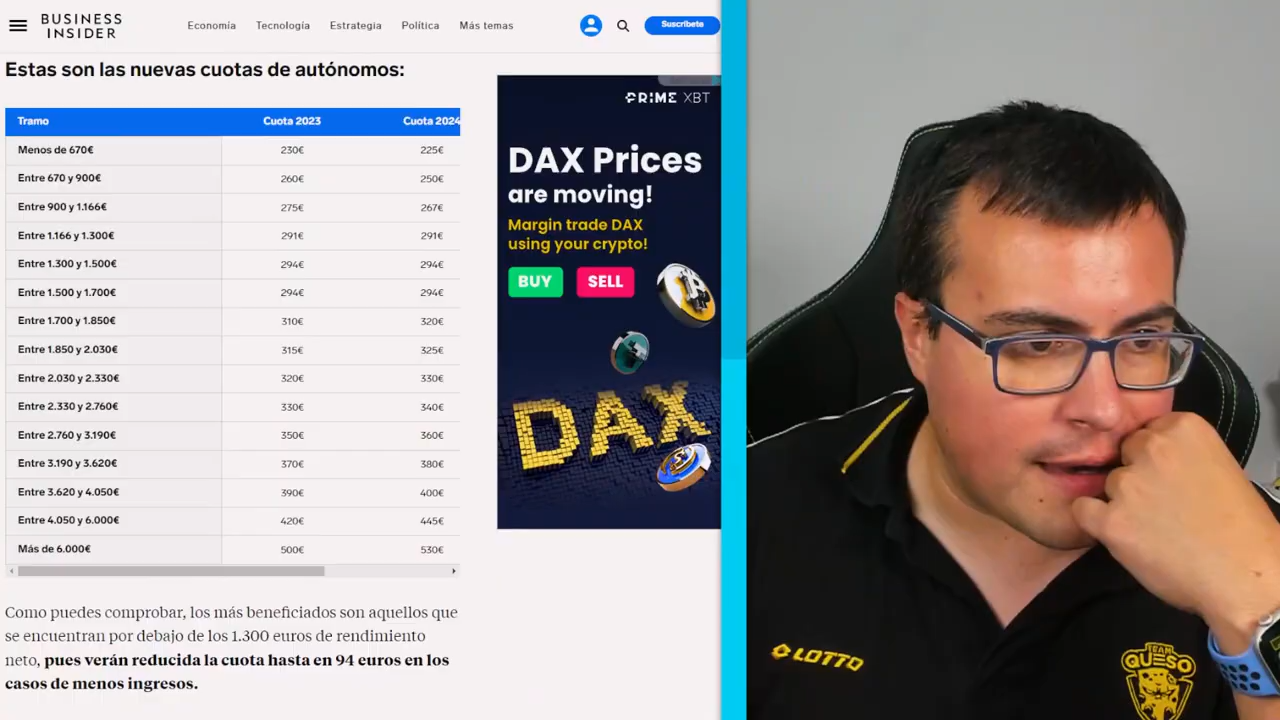 BUSINESS
INSIDER
Economía Tecnología Estrategia Política Más temas
Suscríbete
Estas son las nuevas cuotas de autónomos:
Tramo Cuota 2023 Cuota 2024
Menos de 670€ 230€ 225€
Entre 670 y 900€ 260€ 250€
Entre 900 y 1.166€ 275€ 267€
Entre 1.166 y 1.300€ 291€ 291€
Entre 1.300 y 1.500€ 294€ 294€
Entre 1.500 y 1.700€ 294€ 294€
Entre 1.700 y 1.850€ 310€ 320€
Entre 1.850 y 2.030€ 315€ 325€
Entre 2.030 y 2.330€ 320€ 330€
Entre 2.330 y 2.760€ 330€ 340€
Entre 2.760 y 3.190€ 350€ 360€
Entre 3.190 y 3.620€ 370€ 380€
Entre 3.620 y 4.050€ 390€ 400€
Entre 4.050 y 6.000€ 420€ 445€
Más de 6.000€ 500€ 530€
Como puedes comprobar, los más beneficiados son aquellos que
se encuentran por debajo de los 1.300 euros de rendimiento
neto, pues verán reducida la cuota hasta en 94 euros en los
casos de menos ingresos.
PRIME XBT
DAX Prices
are moving!
Margin trade DAX
using your crypto!
BUY SELL
DAX
LOTTO
TEAM
QUESO